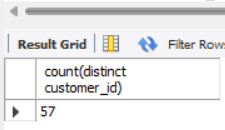 Result Grid Filter Rows
count(distinct
customer_id)
57